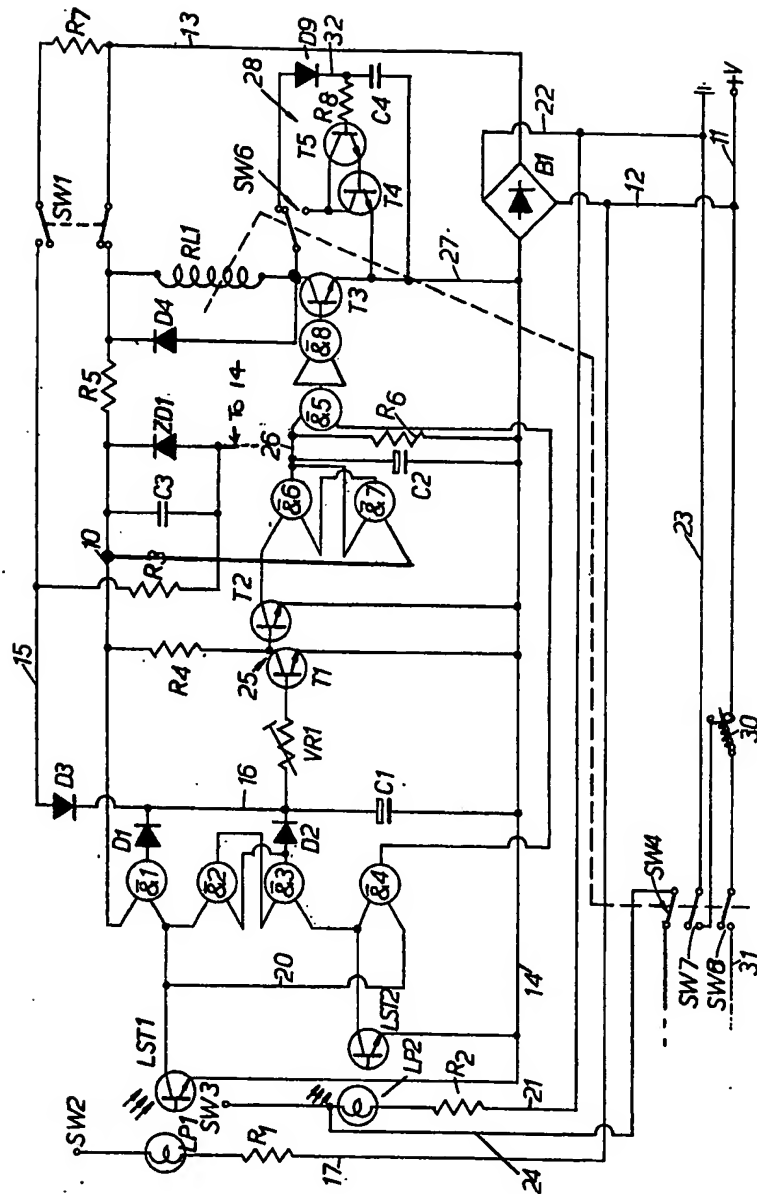 R7
13
SW1
15
D3
10
R3
C3
ZD1
To 14
R5
D4
RL1
28
D9
32
SW6
T5
R8
C4
T4
T3
27
&8
&5
26
R6
C2
&6
&7
T2
R4
25
T1
VR1
16
D1
D2
C1
&1
&2
&3
&4
20
LST1
LST2
14
SW2
LP1
R1
17
SW3
LP2
R2
21
24
22
B1
12
11
+V
23
30
SW4
SW7
SW8
31